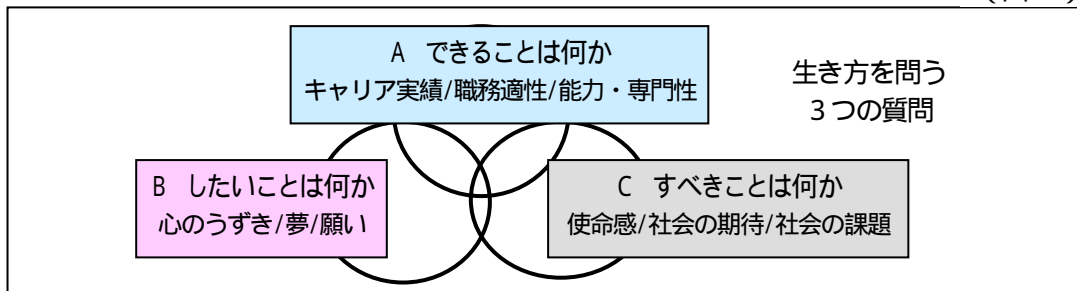 A できることは何か
キャリア実績/職務適性/能力・専門性
生き方を問う
3つの質問
B したいことは何か
心のうずき/夢/願い
C すべきことは何か
使命感/社会の期待/社会の課題